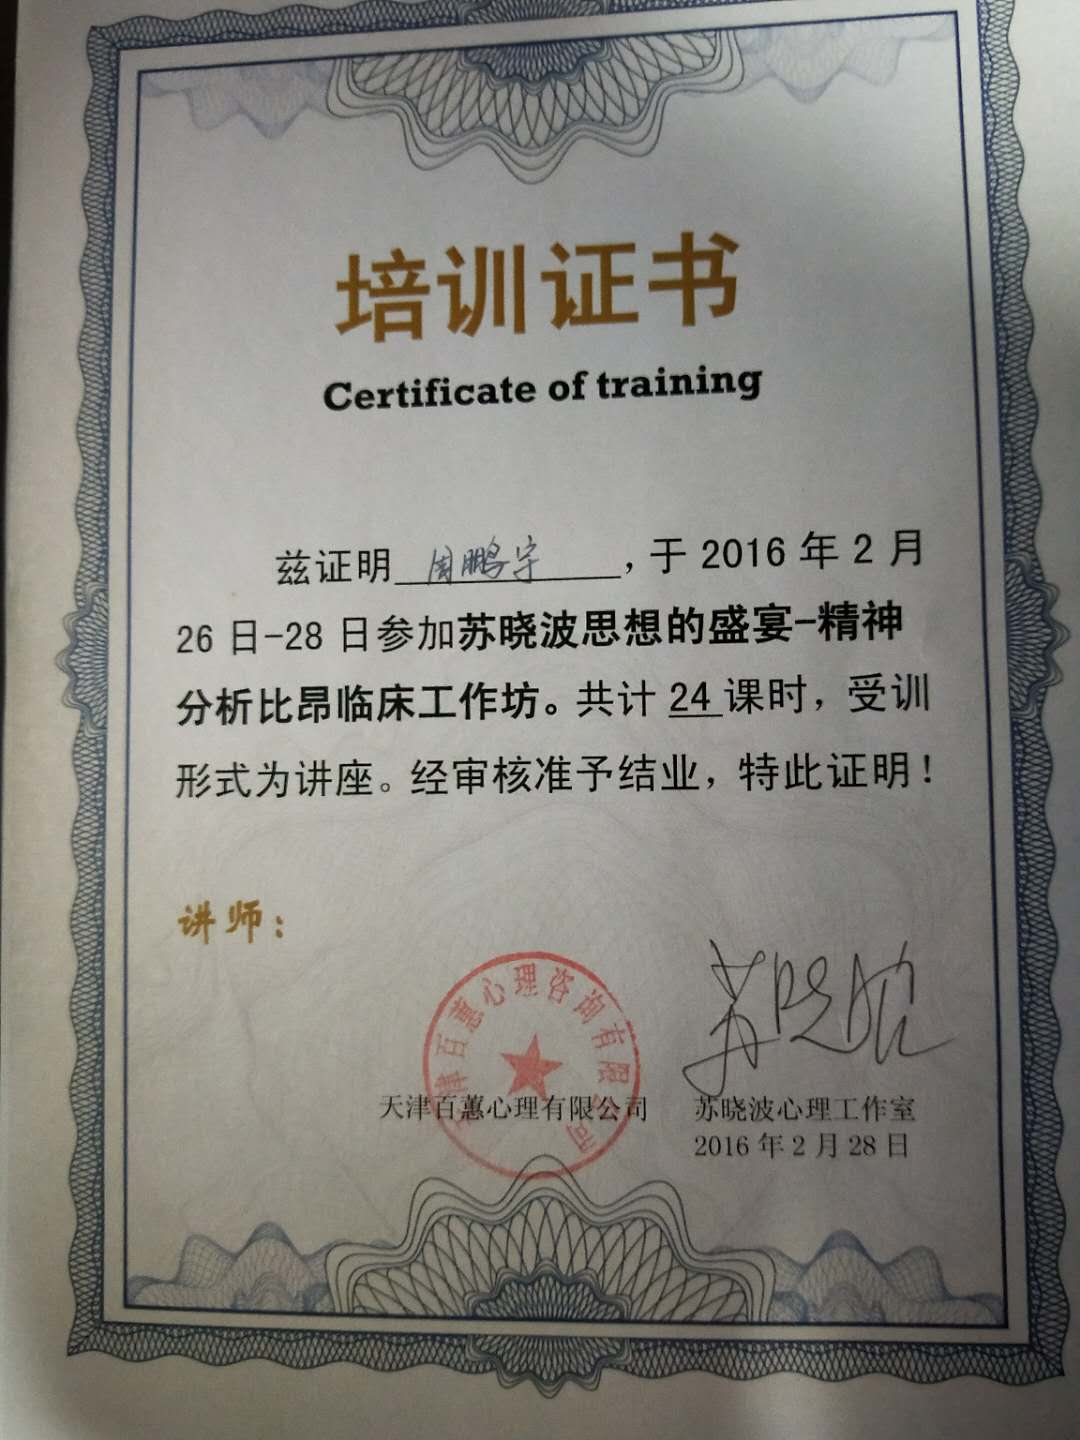 培训证书
Certificate of training
兹证明 周鹏宇 ，于 2016 年 2 月
26 日-28 日参加苏晓波思想的盛宴-精神
分析比昂临床工作坊。共计 24 课时，受训
形式为讲座。经审核准予结业，特此证明！
讲师：
苏晓波
天津百蕙心理咨询有限公司
天津百蕙心理有限公司 苏晓波心理工作室
2016 年 2 月 28 日